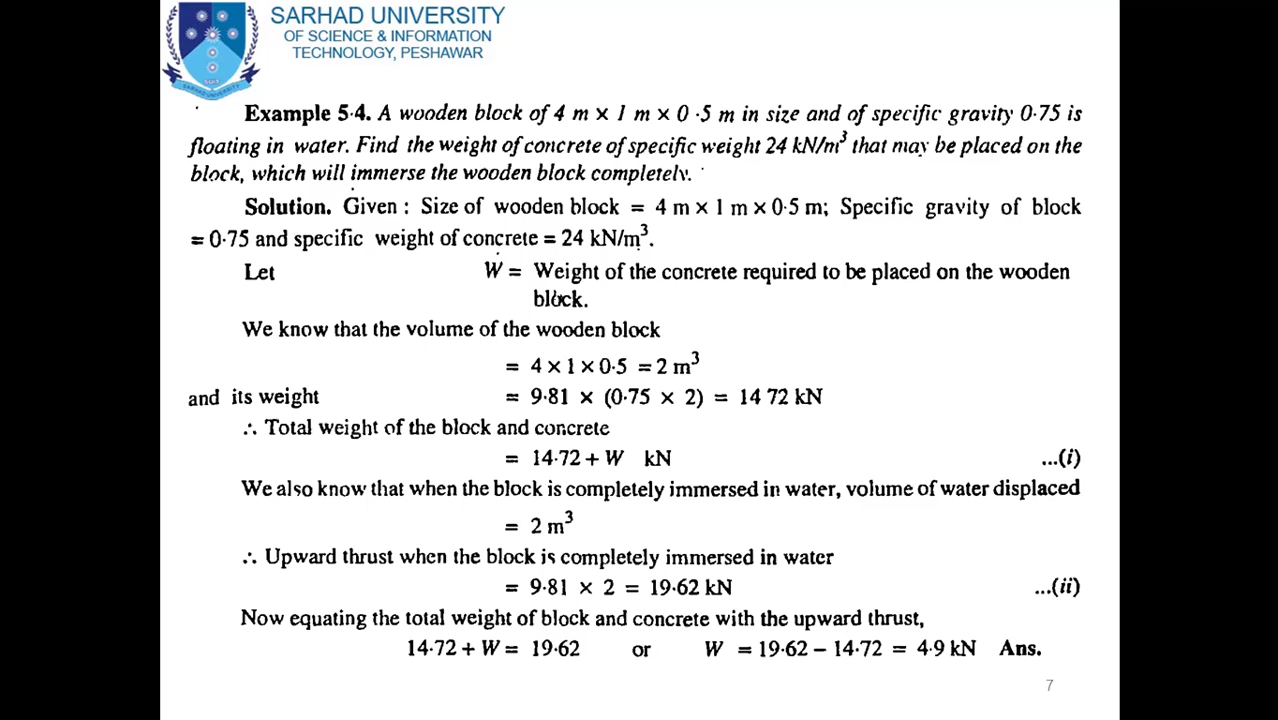 SARHAD UNIVERSITY
OF SCIENCE & INFORMATION
TECHNOLOGY, PESHAWAR
SUIT
SARHAD UNIVERSITY
Example 5·4. A wooden block of 4 m × 1 m × 0 ·5 m in size and of specific gravity 0·75 is
floating in water. Find the weight of concrete of specific weight 24 kN/m³ that may be placed on the
block, which will immerse the wooden block completely.
Solution. Given : Size of wooden block = 4 m × 1 m × 0·5 m; Specific gravity of block
= 0·75 and specific weight of concrete = 24 kN/m³.
Let W = Weight of the concrete required to be placed on the wooden
block.
We know that the volume of the wooden block
= 4 × 1 × 0·5 = 2 m³
and its weight = 9·81 × (0·75 × 2) = 14 72 kN
∴ Total weight of the block and concrete
= 14·72 + W kN ...(i)
We also know that when the block is completely immersed in water, volume of water displaced
= 2 m³
∴ Upward thrust when the block is completely immersed in water
= 9·81 × 2 = 19·62 kN ...(ii)
Now equating the total weight of block and concrete with the upward thrust,
14·72 + W = 19·62 or W = 19·62 – 14·72 = 4·9 kN Ans.
7